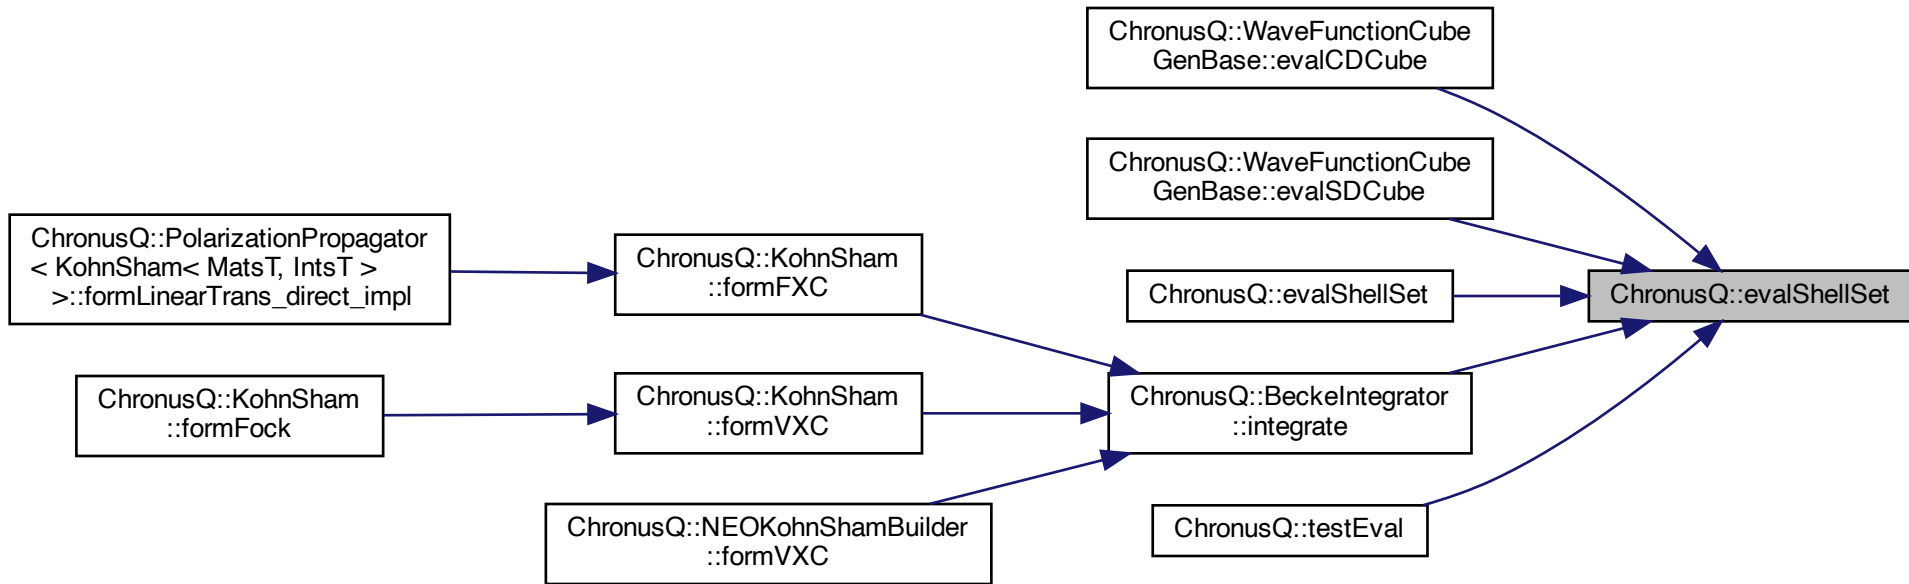 ChronusQ::WaveFunctionCube
GenBase::evalCDCube
ChronusQ::WaveFunctionCube
GenBase::evalSDCube
ChronusQ::PolarizationPropagator
< KohnSham< MatsT, IntsT >
>::formLinearTrans_direct_impl
ChronusQ::KohnSham
::formFXC
ChronusQ::evalShellSet
ChronusQ::evalShellSet
ChronusQ::KohnSham
::formFock
ChronusQ::KohnSham
::formVXC
ChronusQ::BeckeIntegrator
::integrate
ChronusQ::NEOKohnShamBuilder
::formVXC
ChronusQ::testEval